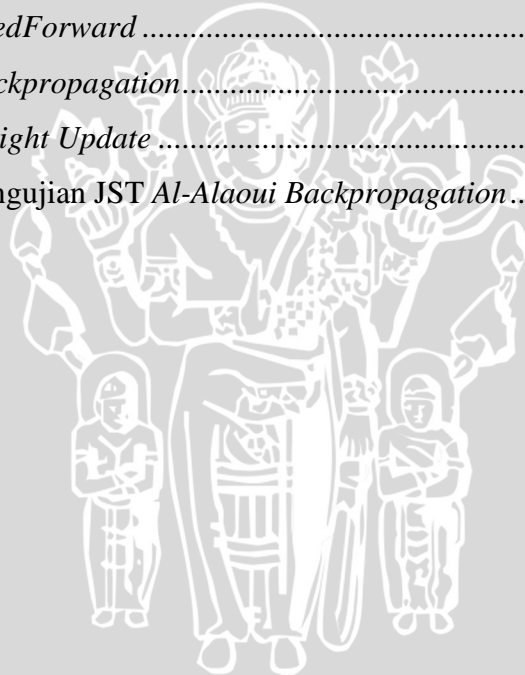 edForward ...........................................
ckpropagation .....................................
ight Update ........................................
ngujian JST Al-Alaoui Backpropagation ..